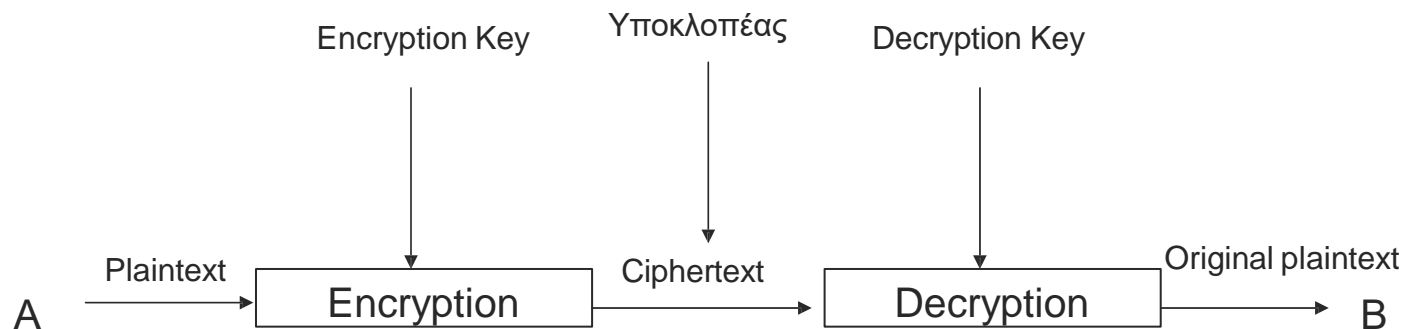 Encryption Key
Υποκλοπέας
Decryption Key
Plaintext
Ciphertext
Original plaintext
A
Encryption
Decryption
B